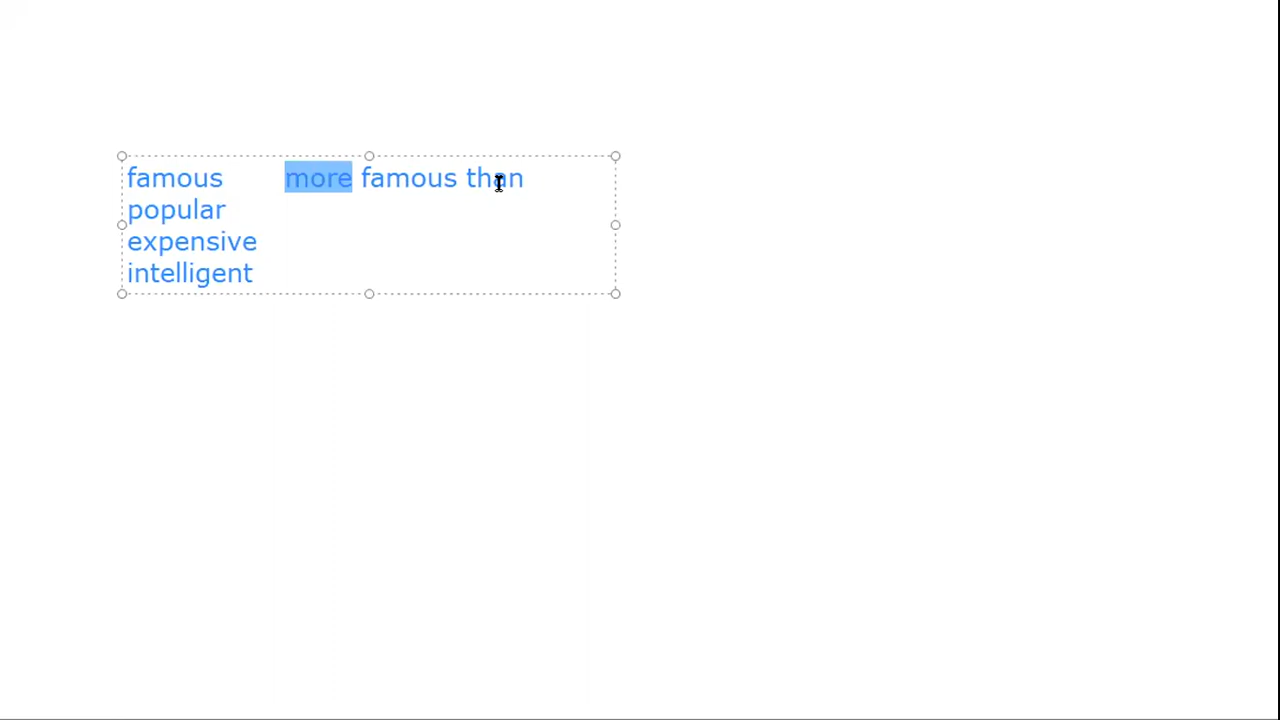 famous more famous than
popular
expensive
intelligent